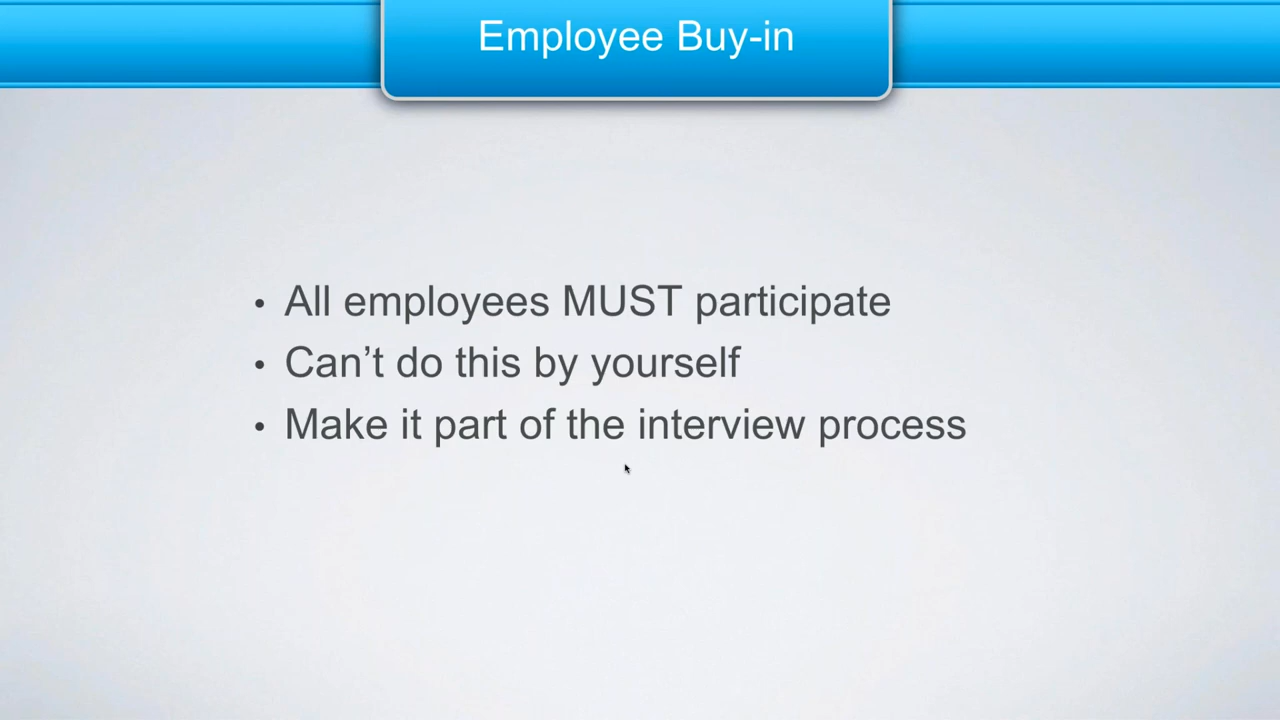 Employee Buy-in
• All employees MUST participate
• Can’t do this by yourself
• Make it part of the interview process